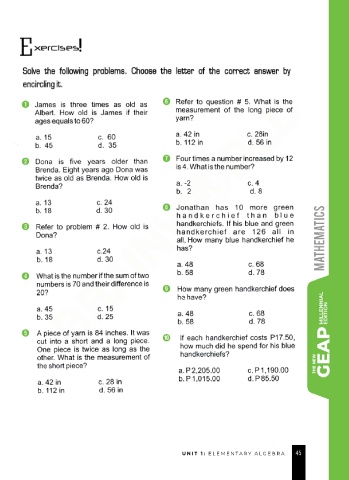 Exercises!
Solve the following problems. Choose the letter of the correct answer by
encircling it.
1 James is three times as old as
Albert. How old is James if their
ages equals to 60?
a. 15 c. 60
b. 45 d. 35
2 Dona is five years older than
Brenda. Eight years ago Dona was
twice as old as Brenda. How old is
Brenda?
a. 13 c. 24
b. 18 d. 30
3 Refer to problem # 2. How old is
Dona?
a. 13 c.24
b. 18 d. 30
4 What is the number if the sum of two
numbers is 70 and their difference is
20?
a. 45 c. 15
b. 35 d. 25
5 A piece of yarn is 84 inches. It was
cut into a short and a long piece.
One piece is twice as long as the
other. What is the measurement of
the short piece?
a. 42 in c. 28 in
b. 112 in d. 56 in
6 Refer to question # 5. What is the
measurement of the long piece of
yarn?
a. 42 in c. 28in
b. 112 in d. 56 in
7 Four times a number increased by 12
is 4. What is the number?
a. -2 c. 4
b. 2 d. 8
8 Jonathan has 10 more green
handkerchief than blue
handkerchiefs. If his blue and green
handkerchief are 126 all in
all. How many blue handkerchief he
has?
a. 48 c. 68
b. 58 d. 78
9 How many green handkerchief does
he have?
a. 48 c. 68
b. 58 d. 78
10 If each handkerchief costs P17.50,
how much did he spend for his blue
handkerchiefs?
a. P2,205.00 c. P1,190.00
b. P1,015.00 d. P85.50
MATHEMATICS
THE NEW
GEAP
MILLENNIAL
EDITION
UNIT 1: ELEMENTARY ALGEBRA 45